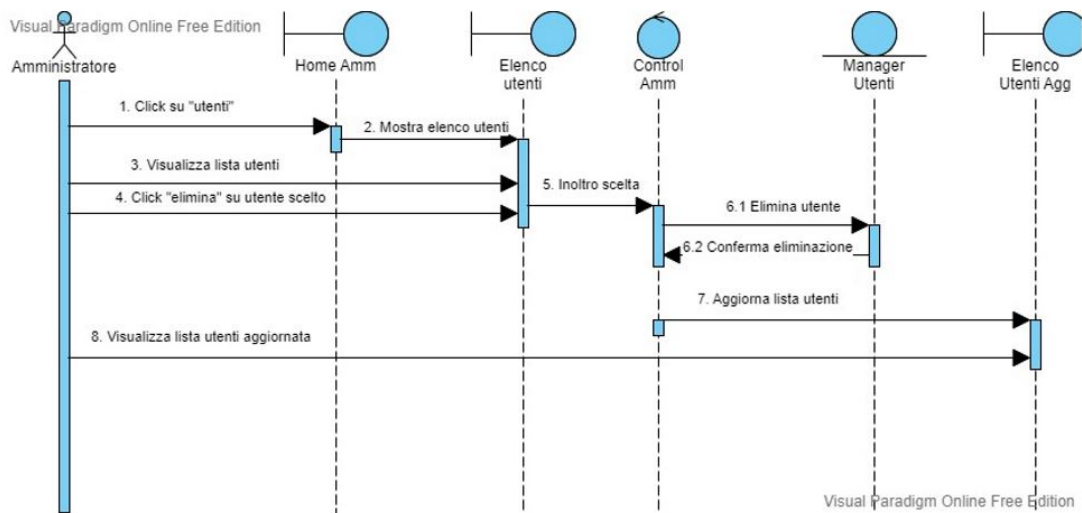 Visual Paradigm Online Free Edition
Amministratore
Home Amm
Elenco
utenti
Control
Amm
Manager
Utenti
Elenco
Utenti Agg
1. Click su "utenti"
2. Mostra elenco utenti
3. Visualizza lista utenti
4. Click "elimina" su utente scelto
5. Inoltro scelta
6.1 Elimina utente
6.2 Conferma eliminazione
7. Aggiorna lista utenti
8. Visualizza lista utenti aggiornata
Visual Paradigm Online Free Edition